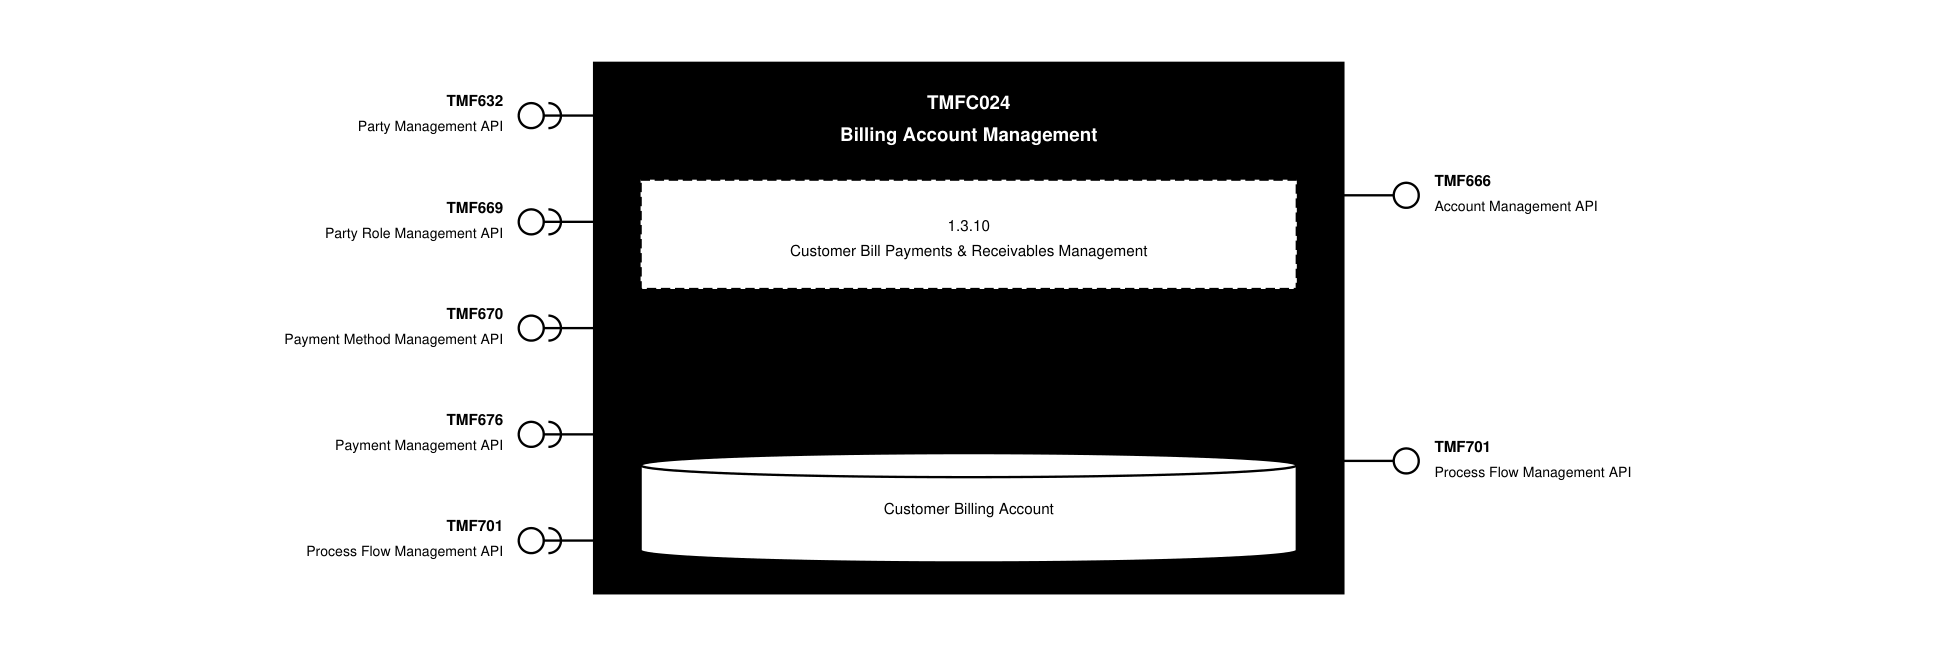 TMF632
Party Management API
TMF669
Party Role Management API
TMF670
Payment Method Management API
TMF676
Payment Management API
TMF701
Process Flow Management API
TMFC024
Billing Account Management
1.3.10
Customer Bill Payments & Receivables Management
Customer Billing Account
TMF666
Account Management API
TMF701
Process Flow Management API